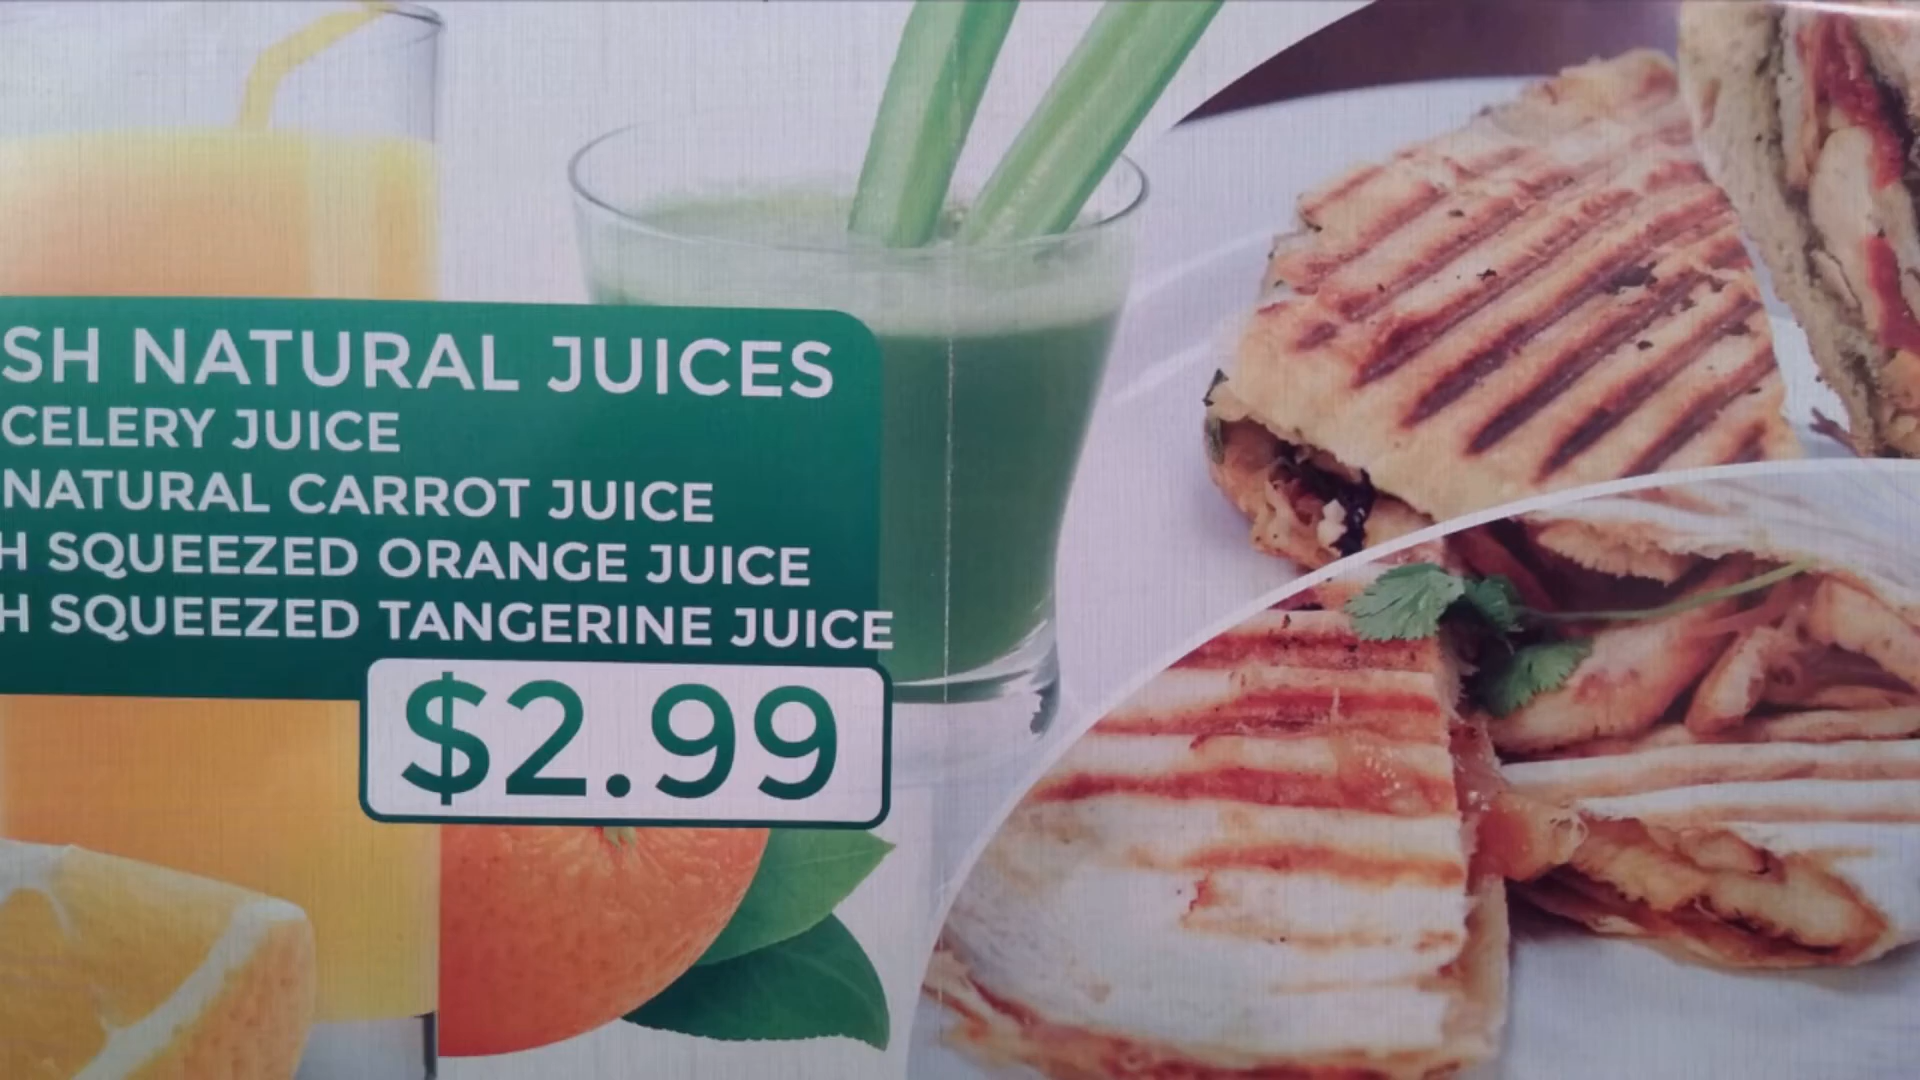 SH NATURAL JUICES
CELERY JUICE
NATURAL CARROT JUICE
H SQUEEZED ORANGE JUICE
H SQUEEZED TANGERINE JUICE
$2.99